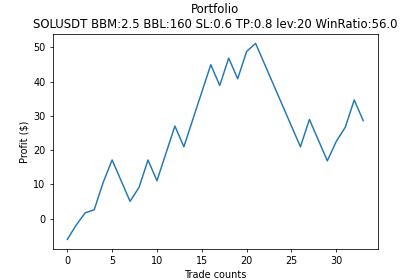 Portfolio
SOLUSDT BBM:2.5 BBL:160 SL:0.6 TP:0.8 lev:20 WinRatio:56.0
50
40
30
20
10
0
Profit ($)
0 5 10 15 20 25 30
Trade counts